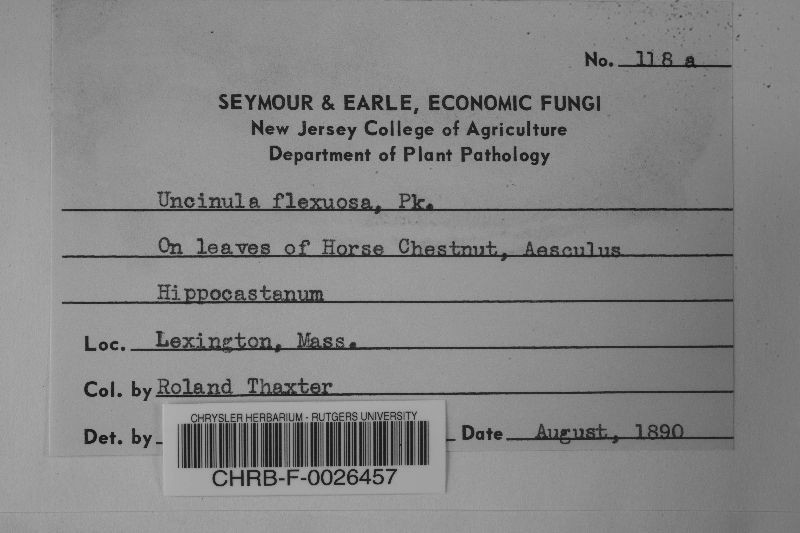 No. 118 a
SEYMOUR & EARLE, ECONOMIC FUNGI
New Jersey College of Agriculture
Department of Plant Pathology
Uncinula flexuosa, Pk.
On leaves of Horse Chestnut, Aesculus
Hippocastanum
Loc. Lexington, Mass.
Col. by Roland Thaxter
Det. by Date August, 1890
CHRYSLER HERBARIUM - RUTGERS UNIVERSITY
CHRB-F-0026457